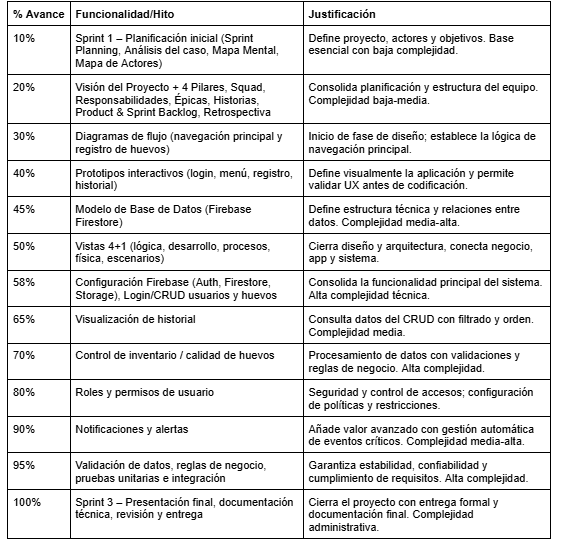 % Avance Funcionalidad/Hito Justificación
10% Sprint 1 – Planificación inicial (Sprint Define proyecto, actores y objetivos. Base
Planning, Análisis del caso, Mapa Mental, esencial con baja complejidad.
Mapa de Actores)
20% Visión del Proyecto + 4 Pilares, Squad, Consolida planificación y estructura del equipo.
Responsabilidades, Épicas, Historias, Complejidad baja-media.
Product & Sprint Backlog, Retrospectiva
30% Diagramas de flujo (navegación principal y Inicio de fase de diseño; establece la lógica de
registro de huevos) navegación principal.
40% Prototipos interactivos (login, menú, registro, Define visualmente la aplicación y permite
historial) validar UX antes de codificación.
45% Modelo de Base de Datos (Firebase Define estructura técnica y relaciones entre
Firestore) datos. Complejidad media-alta.
50% Vistas 4+1 (lógica, desarrollo, procesos, Cierra diseño y arquitectura, conecta negocio,
física, escenarios) app y sistema.
58% Configuración Firebase (Auth, Firestore, Consolida la funcionalidad principal del sistema.
Storage), Login/CRUD usuarios y huevos Alta complejidad técnica.
65% Visualización de historial Consulta datos del CRUD con filtrado y orden.
Complejidad media.
70% Control de inventario / calidad de huevos Procesamiento de datos con validaciones y
reglas de negocio. Alta complejidad.
80% Roles y permisos de usuario Seguridad y control de accesos; configuración
de políticas y restricciones.
90% Notificaciones y alertas Añade valor avanzado con gestión automática
de eventos críticos. Complejidad media-alta.
95% Validación de datos, reglas de negocio, Garantiza estabilidad, confiabilidad y
pruebas unitarias e integración cumplimiento de requisitos. Alta complejidad.
100% Sprint 3 – Presentación final, documentación Cierra el proyecto con entrega formal y
técnica, revisión y entrega documentación final. Complejidad
administrativa.